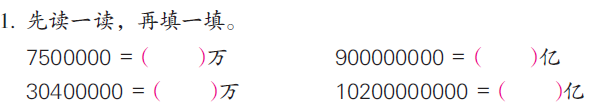 1. 先读一读，再填一填。
7500000 = (      )万 900000000 = (      )亿
30400000 = (      )万 10200000000 = (      )亿